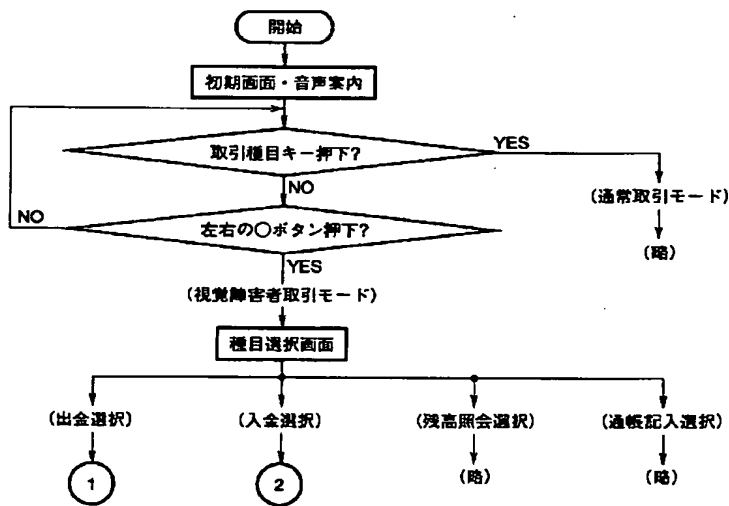 開始
初期画面・音声案内
取引種目キー押下?
YES
NO
(通常取引モード)
NO
左右の○ボタン押下?
(略)
YES
(視覚障害者取引モード)
種目選択画面
(出金選択) (入金選択) (残高照会選択) (通帳記入選択)
1 2 (略) (略)